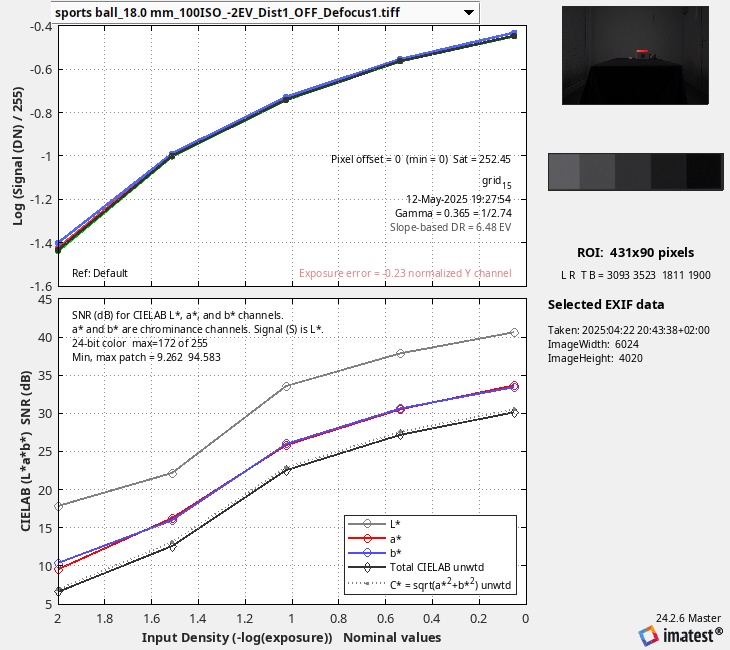 sports ball_18.0 mm_100ISO_-2EV_Dist1_OFF_Defocus1.tiff
-0.4
-0.6
-0.8
-1
-1.2
-1.4
-1.6
Log (Signal (DN) / 255)
Pixel offset = 0 (min = 0) Sat = 252.45
grid15
12-May-2025 19:27:54
Gamma = 0.365 = 1/2.74
Slope-based DR = 6.48 EV
Ref: Default
Exposure error = -0.23 normalized Y channel
45
40
35
30
25
20
15
10
5
CIELAB (L*a*b*) SNR (dB)
SNR (dB) for CIELAB L*, a*, and b* channels.
a* and b* are chrominance channels. Signal (S) is L*.
24-bit color max=172 of 255
Min, max patch = 9.262 94.583
L*
a*
b*
Total CIELAB unwtd
C* = sqrt(a*2+b*2) unwtd
2 1.8 1.6 1.4 1.2 1 0.8 0.6 0.4 0.2 0
Input Density (-log(exposure)) Nominal values
ROI: 431x90 pixels
L R T B = 3093 3523 1811 1900
Selected EXIF data
Taken: 2025:04:22 20:43:38+02:00
ImageWidth: 6024
ImageHeight: 4020
24.2.6 Master
imatest®